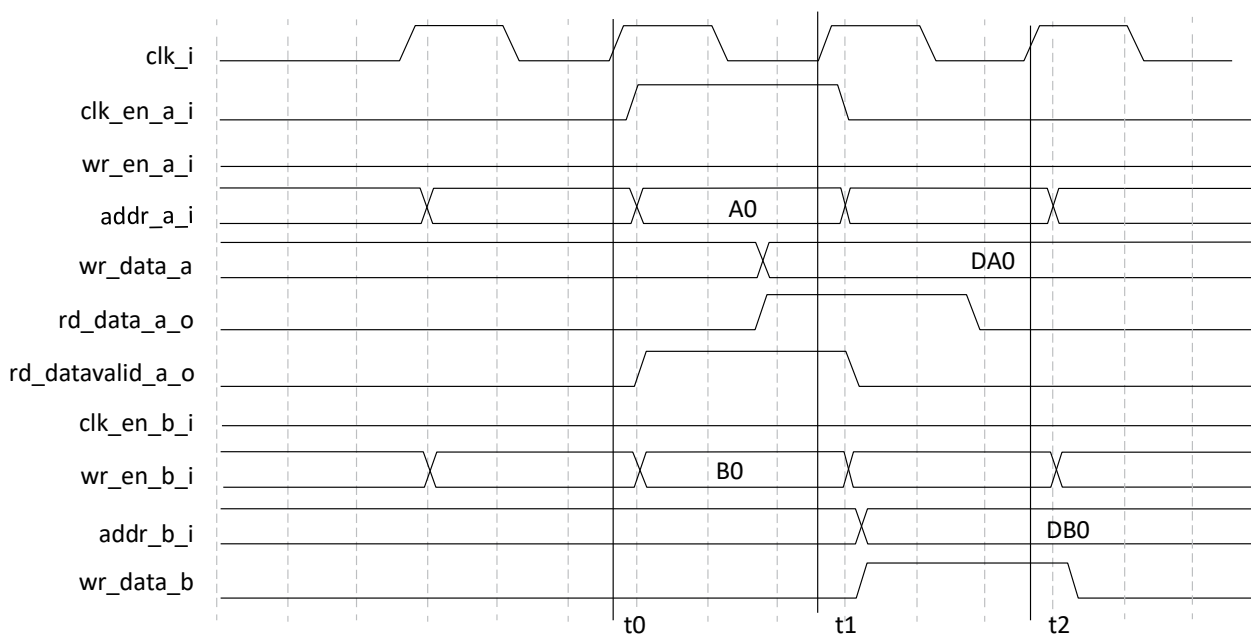 clk_i
clk_en_a_i
wr_en_a_i
addr_a_i A0
wr_data_a DA0
rd_data_a_o
rd_datavalid_a_o
clk_en_b_i
wr_en_b_i B0
addr_b_i DB0
wr_data_b
t0 t1 t2